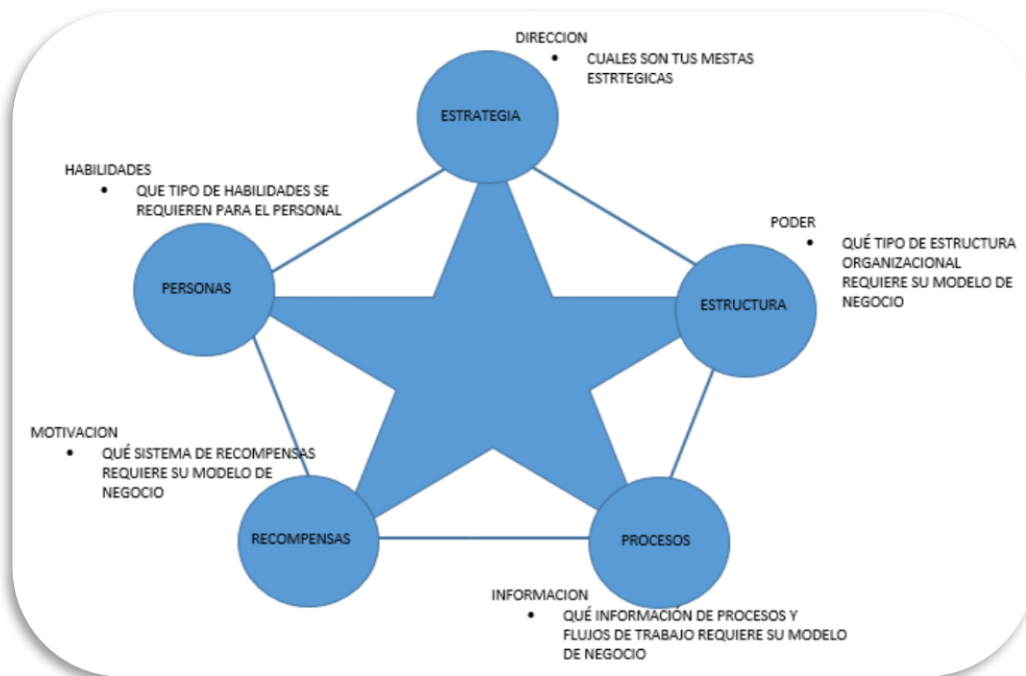 DIRECCION
• CUALES SON TUS MESTAS
ESTRTEGICAS
ESTRATEGIA
HABILIDADES
• QUE TIPO DE HABILIDADES SE
REQUIEREN PARA EL PERSONAL
PERSONAS
PODER
• QUÉ TIPO DE ESTRUCTURA
ORGANIZACIONAL
REQUIERE SU MODELO DE
NEGOCIO
ESTRUCTURA
MOTIVACION
• QUÉ SISTEMA DE RECOMPENSAS
REQUIERE SU MODELO DE
NEGOCIO
RECOMPENSAS
PROCESOS
INFORMACION
• QUÉ INFORMACIÓN DE PROCESOS Y
FLUJOS DE TRABAJO REQUIERE SU MODELO
DE NEGOCIO